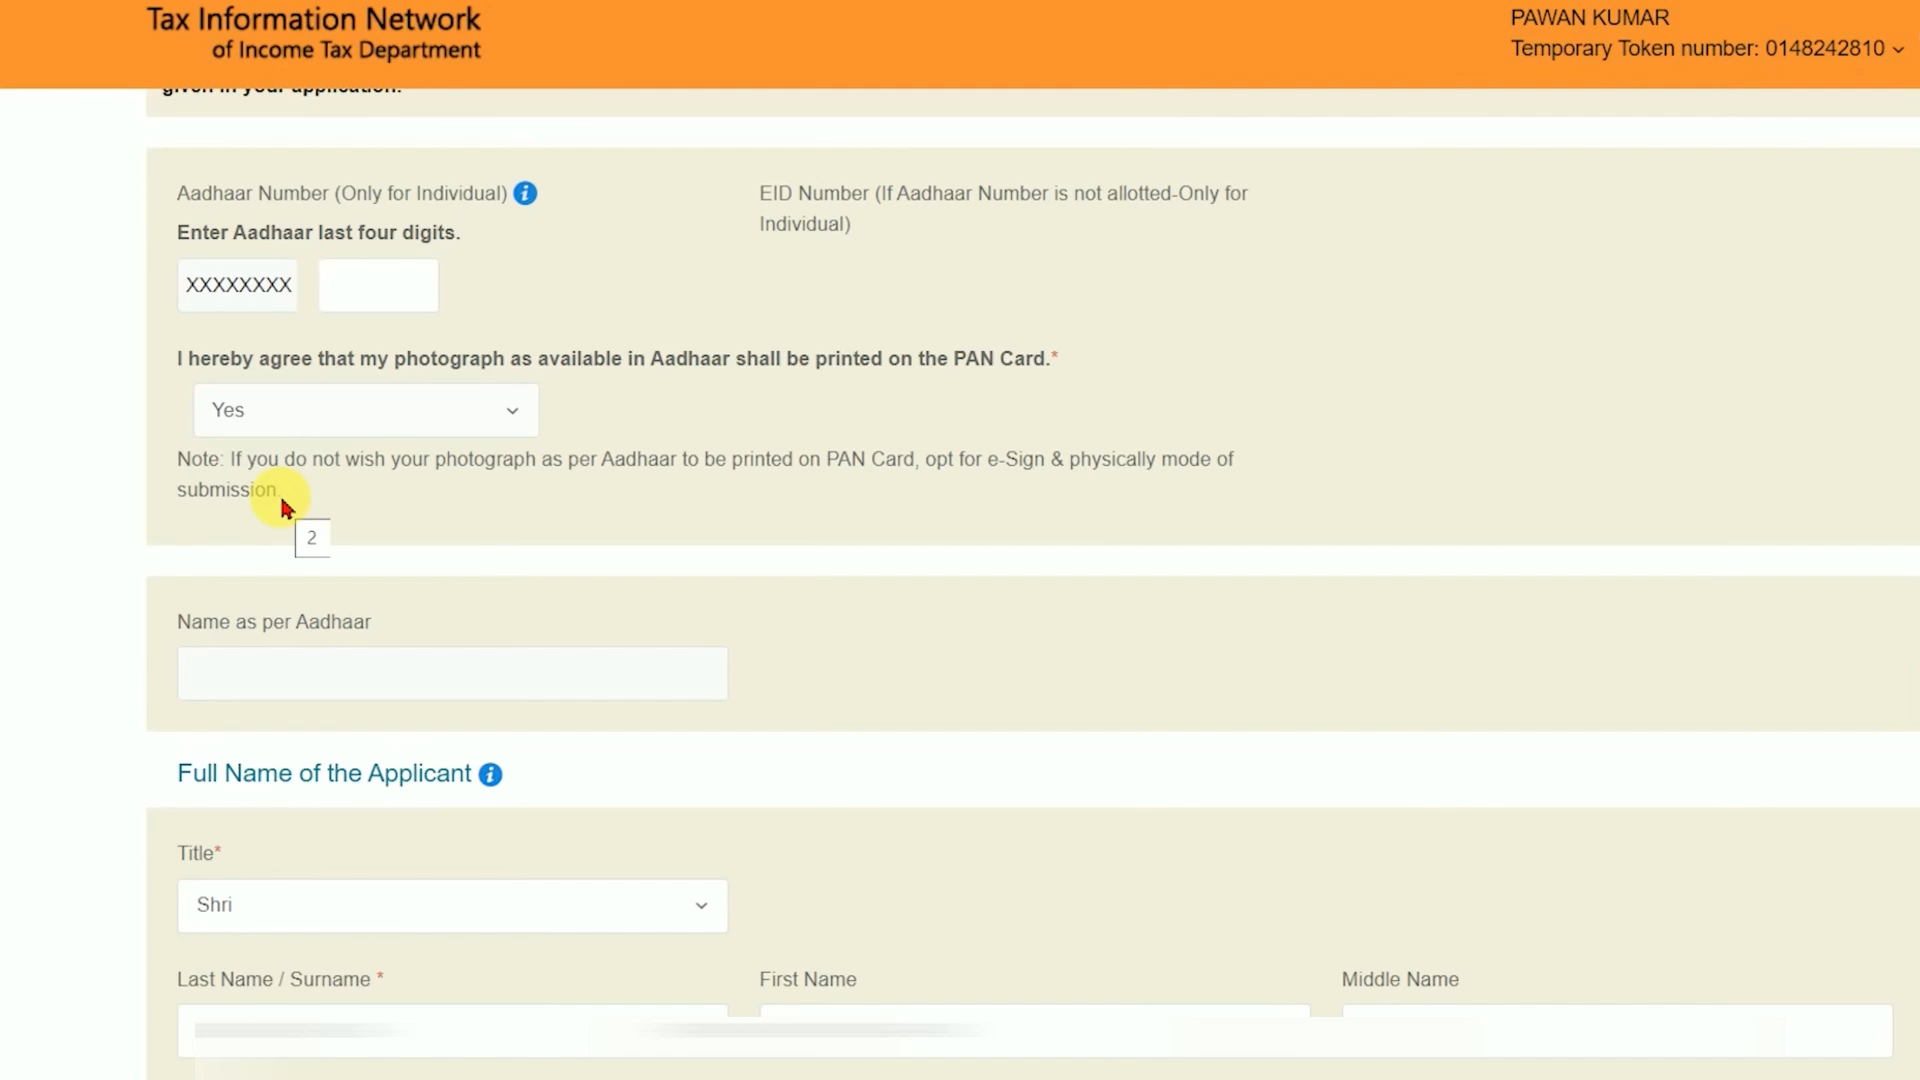 Tax Information Network
of Income Tax Department
PAWAN KUMAR
Temporary Token number: 0148242810
given in your application.
Aadhaar Number (Only for Individual)
EID Number (If Aadhaar Number is not allotted-Only for
Individual)
Enter Aadhaar last four digits.
XXXXXXXX
I hereby agree that my photograph as available in Aadhaar shall be printed on the PAN Card.*
Yes
Note: If you do not wish your photograph as per Aadhaar to be printed on PAN Card, opt for e-Sign & physically mode of
submission.
2
Name as per Aadhaar
Full Name of the Applicant
Title*
Shri
Last Name / Surname *
First Name
Middle Name